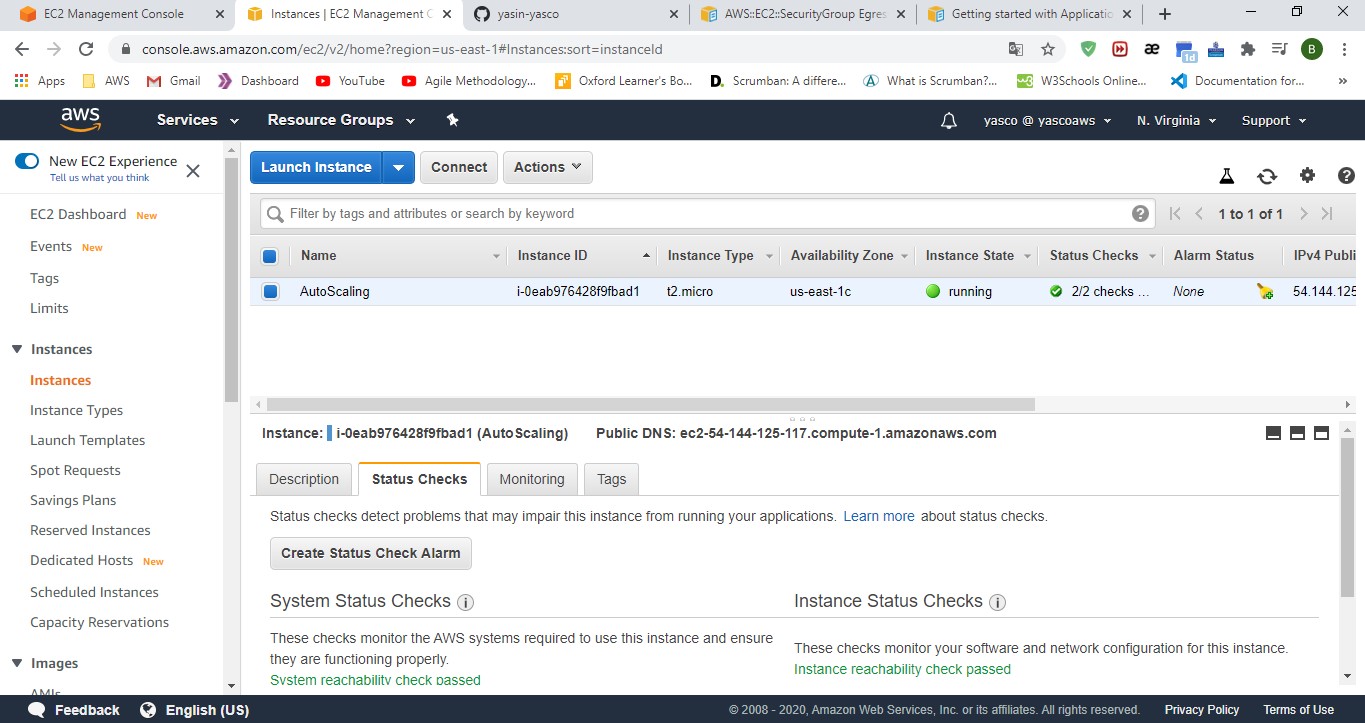 EC2 Management Console
Instances | EC2 Management C
yasin-yasco
AWS::EC2::SecurityGroup Egres
Getting started with Applicatio
console.aws.amazon.com/ec2/v2/home?region=us-east-1#Instances:sort=instanceId
æ
1d
B
Apps
AWS
Gmail
Dashboard
YouTube
Agile Methodology...
Oxford Learner's Bo...
D.
Scrumban: A differe...
What is Scrumban?...
W3Schools Online...
Documentation for...
»
aws
Services
Resource Groups
yasco @ yascoaws
N. Virginia
Support
New EC2 Experience
Tell us what you think
EC2 Dashboard New
Events New
Tags
Limits
Instances
Instances
Instance Types
Launch Templates
Spot Requests
Savings Plans
Reserved Instances
Dedicated Hosts New
Scheduled Instances
Capacity Reservations
Images
AMIs
Launch Instance
Connect
Actions
Filter by tags and attributes or search by keyword
1 to 1 of 1
Name Instance ID Instance Type Availability Zone Instance State Status Checks Alarm Status IPv4 Publi
AutoScaling i-0eab976428f9fbad1 t2.micro us-east-1c running 2/2 checks ... None 54.144.125
Instance: i-0eab976428f9fbad1 (AutoScaling) Public DNS: ec2-54-144-125-117.compute-1.amazonaws.com
Description Status Checks Monitoring Tags
Status checks detect problems that may impair this instance from running your applications. Learn more about status checks.
Create Status Check Alarm
System Status Checks
These checks monitor the AWS systems required to use this instance and ensure
they are functioning properly.
System reachability check passed
Instance Status Checks
These checks monitor your software and network configuration for this instance.
Instance reachability check passed
Feedback
English (US)
© 2008 - 2020, Amazon Web Services, Inc. or its affiliates. All rights reserved.
Privacy Policy
Terms of Use